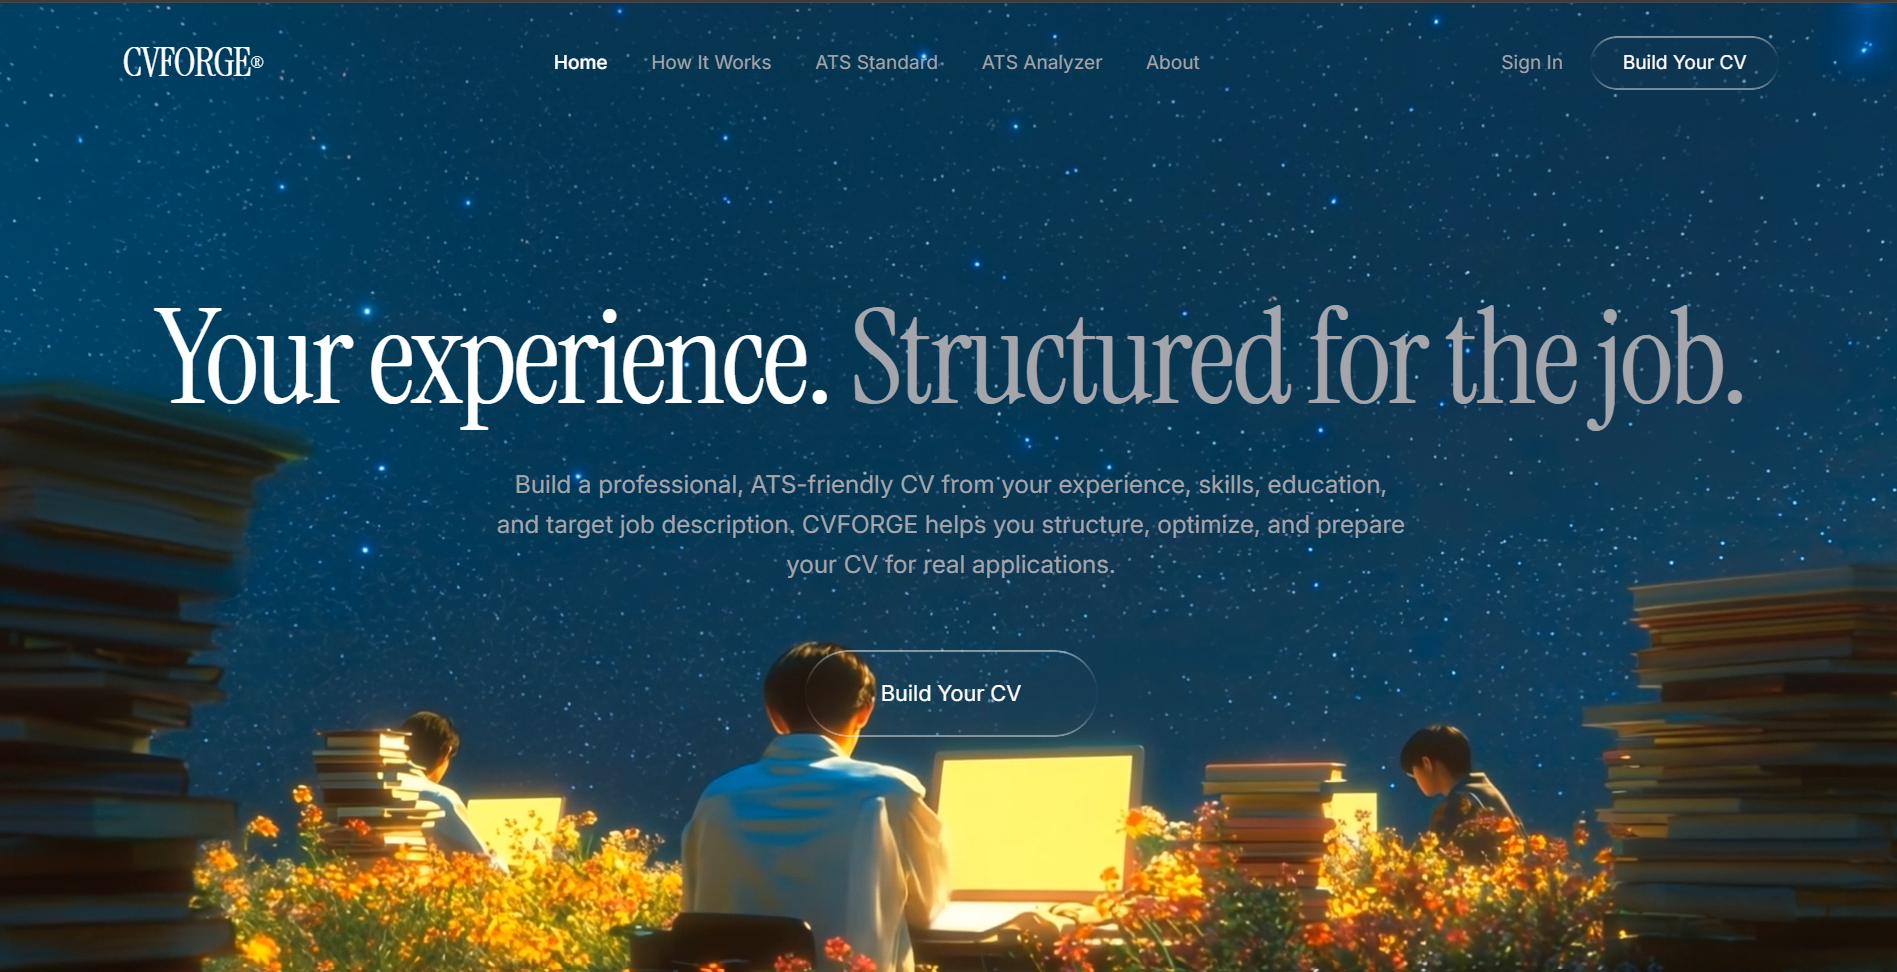 CVFORGE®
Home
How It Works
ATS Standard
ATS Analyzer
About
Sign In
Build Your CV
Your experience. Structured for the job.
Build a professional, ATS-friendly CV from your experience, skills, education,
and target job description. CVFORGE helps you structure, optimize, and prepare
your CV for real applications.
Build Your CV